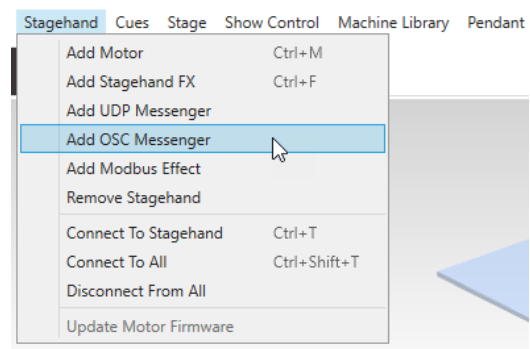 Stagehand Cues Stage Show Control Machine Library Pendant
Add Motor Ctrl+M
Add Stagehand FX Ctrl+F
Add UDP Messenger
Add OSC Messenger
Add Modbus Effect
Remove Stagehand
Connect To Stagehand Ctrl+T
Connect To All Ctrl+Shift+T
Disconnect From All
Update Motor Firmware